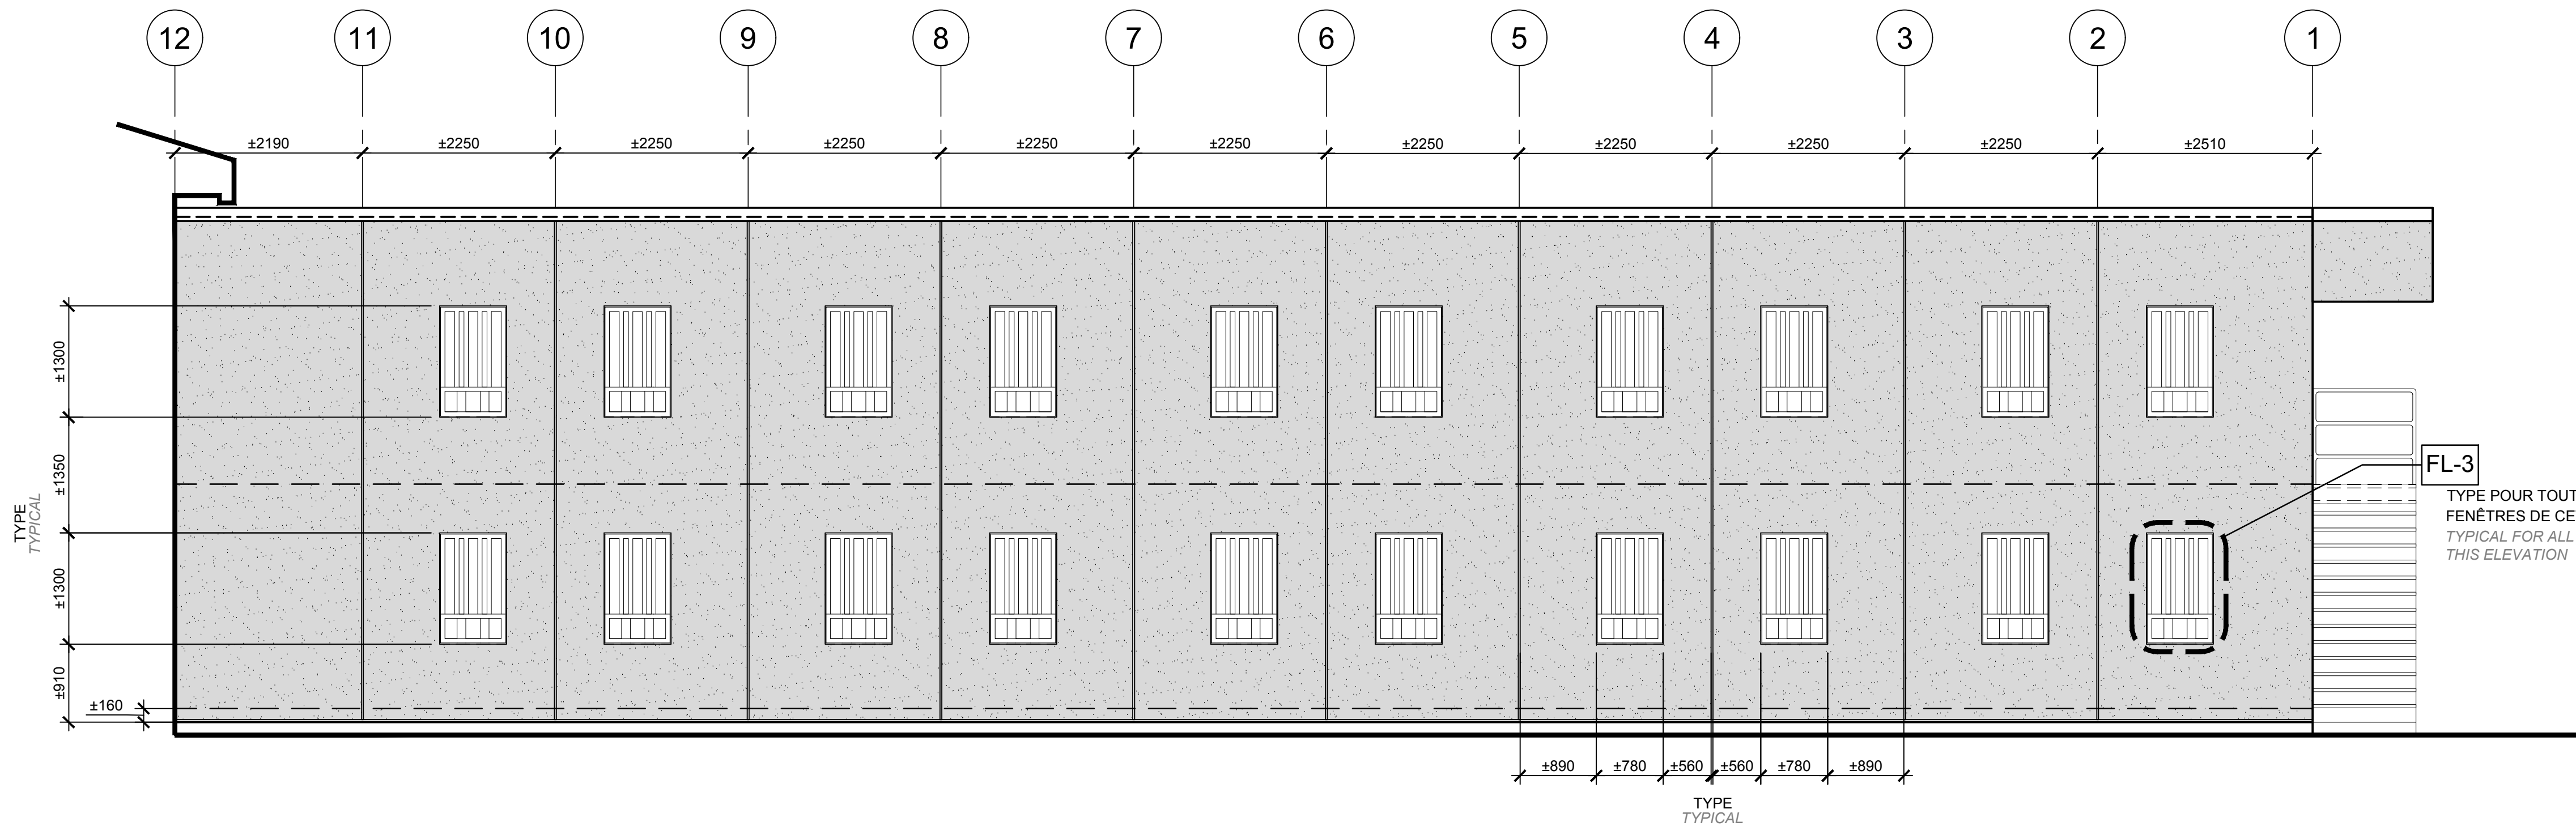 12 11 10 9 8 7 6 5 4 3 2 1
±2190 ±2250 ±2250 ±2250 ±2250 ±2250 ±2250 ±2250 ±2250 ±2250 ±2510
±1300
±1350
±1300
±910
±160
TYPE
TYPICAL
FL-3
TYPE POUR TOUT
FENÊTRES DE CE
TYPICAL FOR ALL
THIS ELEVATION
±890 ±780 ±560 ±560 ±780 ±890
TYPE
TYPICAL